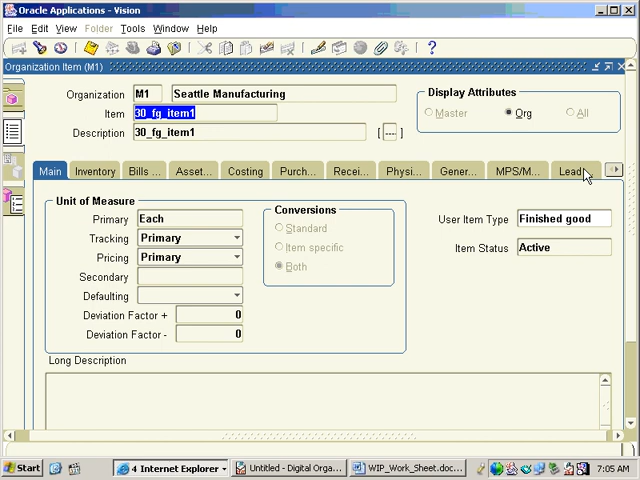 Oracle Applications - Vision
File Edit View Folder Tools Window Help
?
Organization Item (M1)
Organization M1 Seattle Manufacturing
Item 30_fg_item1
Description 30_fg_item1 [ ]
Display Attributes
Master Org All
Main Inventory Bills ... Asset... Costing Purch... Recei... Physi... Gener... MPS/M... Lead
Unit of Measure
Primary Each
Tracking Primary
Pricing Primary
Secondary
Defaulting
Deviation Factor + 0
Deviation Factor - 0
Conversions
Standard
Item specific
Both
User Item Type Finished good
Item Status Active
Long Description
Start 4 Internet Explorer Untitled - Digital Orga... WIP_Work_Sheet.doc... 7:05 AM